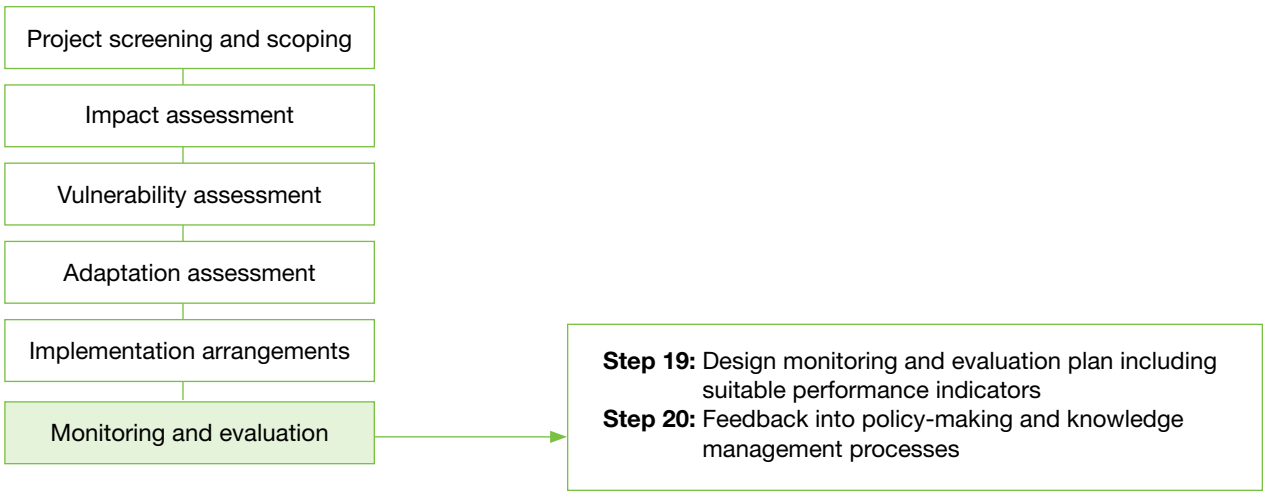 Project screening and scoping
Impact assessment
Vulnerability assessment
Adaptation assessment
Implementation arrangements
Monitoring and evaluation
Step 19: Design monitoring and evaluation plan including
suitable performance indicators
Step 20: Feedback into policy-making and knowledge
management processes